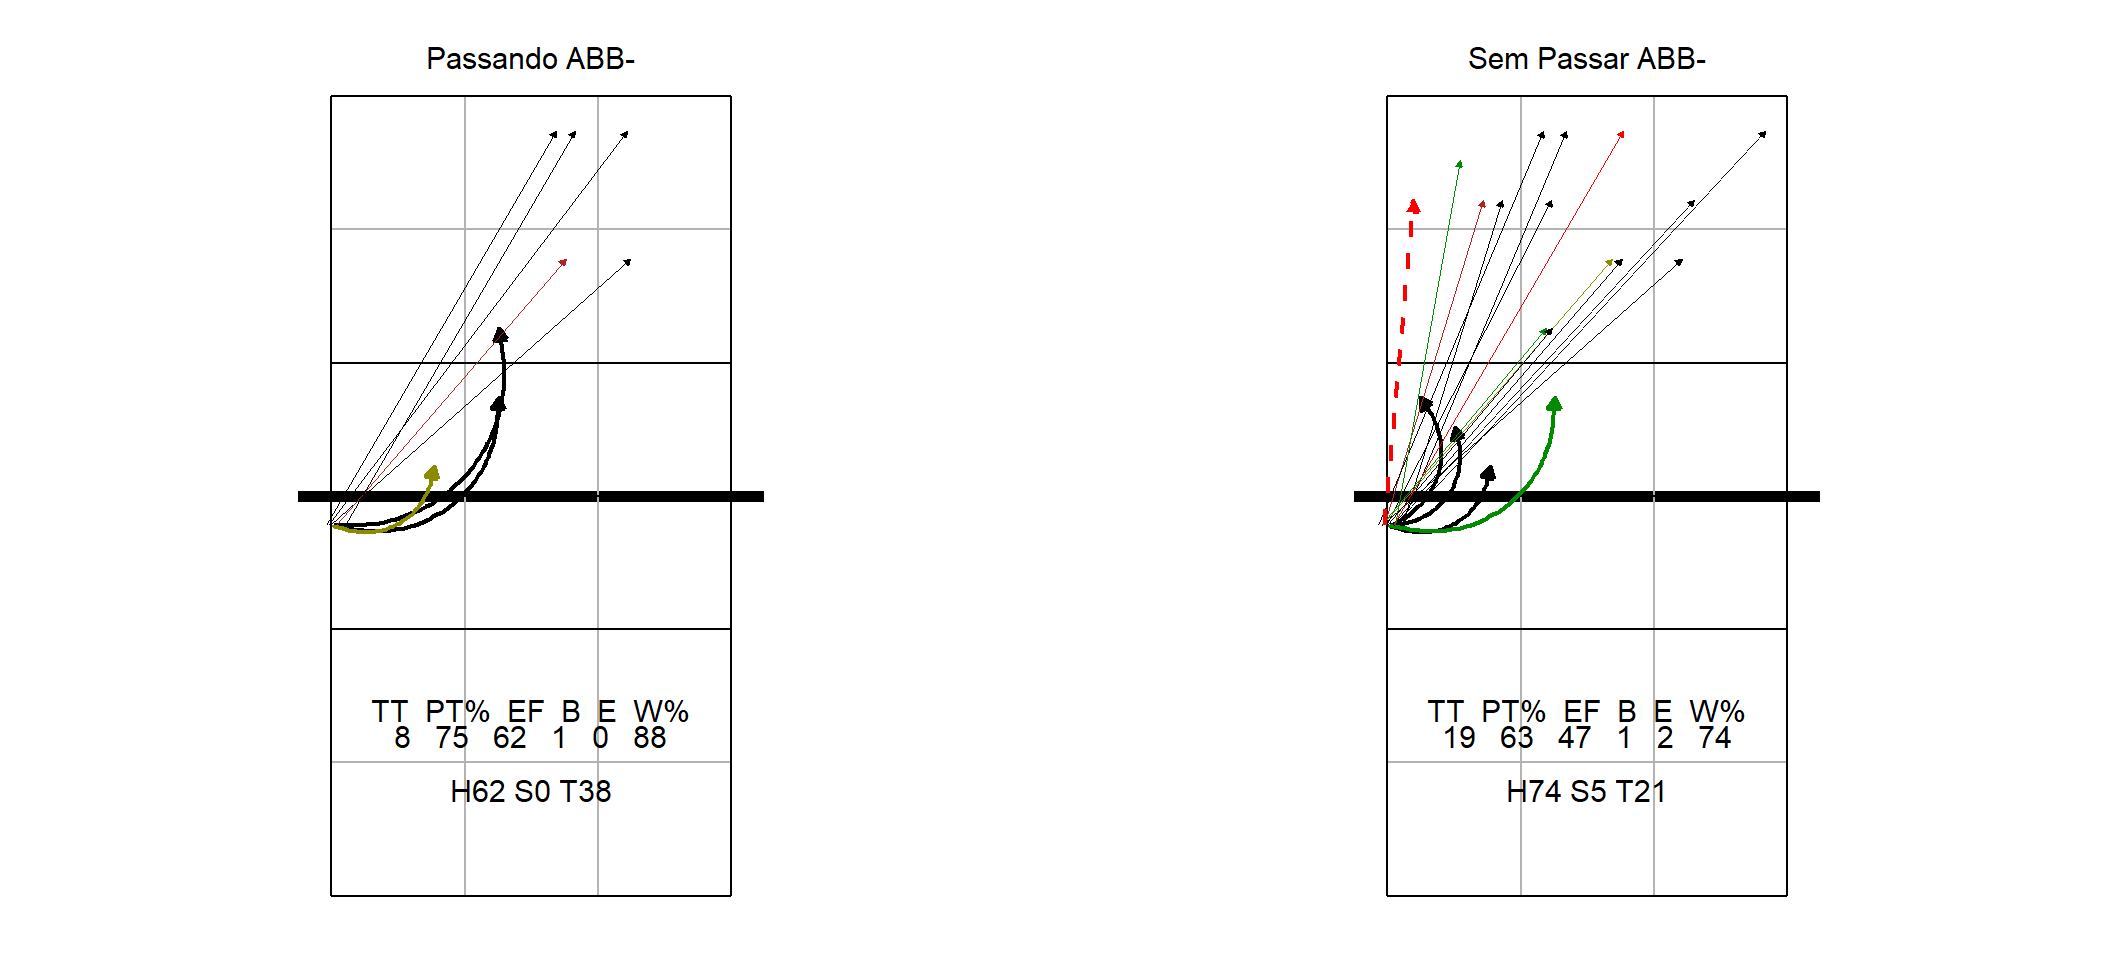 Passando ABB-
TT PT% EF B E W%
8 75 62 1 0 88
H62 S0 T38
Sem Passar ABB-
TT PT% EF B E W%
19 63 47 1 2 74
H74 S5 T21